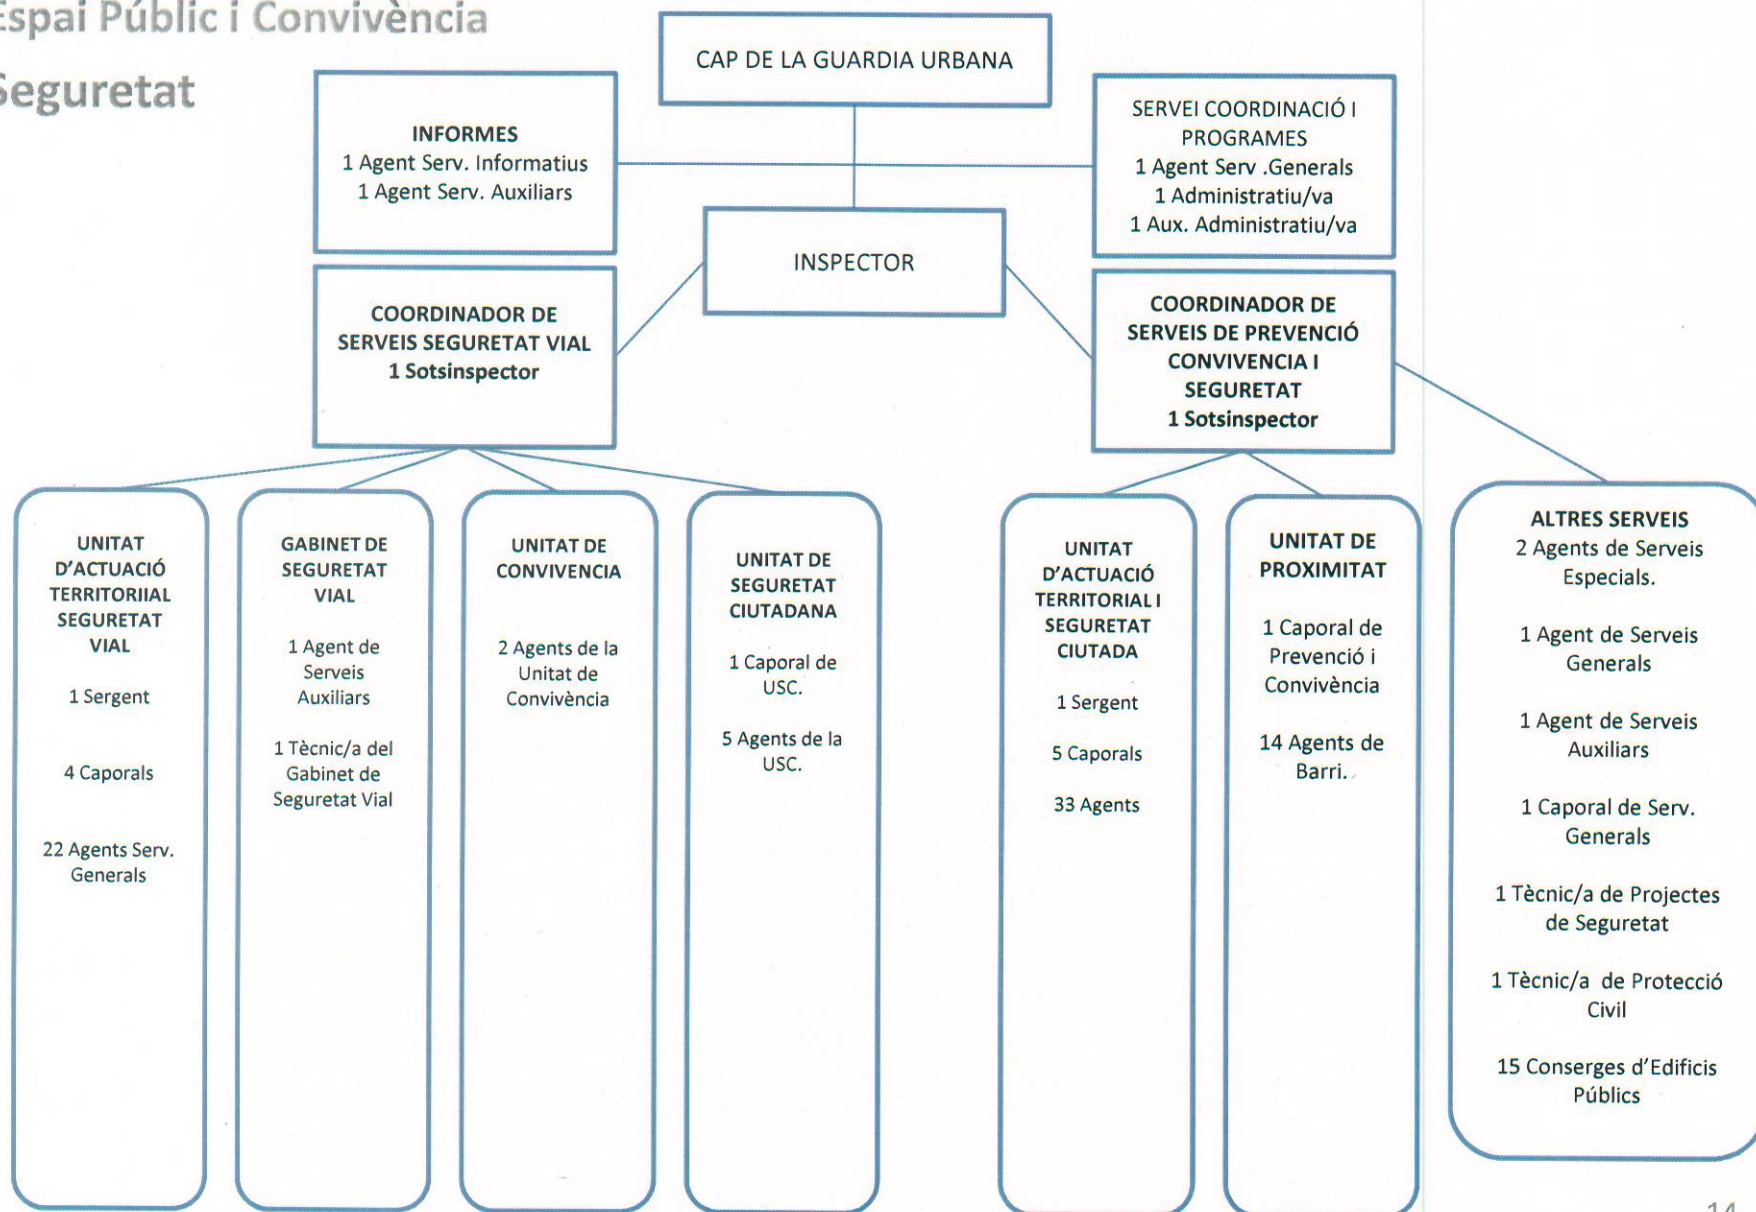 Espai Públic i Convivència
Seguretat
CAP DE LA GUARDIA URBANA
INFORMES
1 Agent Serv. Informatius
1 Agent Serv. Auxiliars
SERVEI COORDINACIÓ I
PROGRAMES
1 Agent Serv .Generals
1 Administratiu/va
1 Aux. Administratiu/va
INSPECTOR
COORDINADOR DE
SERVEIS SEGURETAT VIAL
1 Sotsinspector
COORDINADOR DE
SERVEIS DE PREVENCIÓ
CONVIVENCIA I
SEGURETAT
1 Sotsinspector
UNITAT
D'ACTUACIÓ
TERRITORIIAL
SEGURETAT
VIAL
1 Sergent
4 Caporals
22 Agents Serv.
Generals
GABINET DE
SEGURETAT
VIAL
1 Agent de
Serveis
Auxiliars
1 Tècnic/a del
Gabinet de
Seguretat Vial
UNITAT DE
CONVIVENCIA
2 Agents de la
Unitat de
Convivència
UNITAT DE
SEGURETAT
CIUTADANA
1 Caporal de
USC.
5 Agents de la
USC.
UNITAT
D'ACTUACIÓ
TERRITORIAL I
SEGURETAT
CIUTADA
1 Sergent
5 Caporals
33 Agents
UNITAT DE
PROXIMITAT
1 Caporal de
Prevenció i
Convivència
14 Agents de
Barri.
ALTRES SERVEIS
2 Agents de Serveis
Especials.
1 Agent de Serveis
Generals
1 Agent de Serveis
Auxiliars
1 Caporal de Serv.
Generals
1 Tècnic/a de Projectes
de Seguretat
1 Tècnic/a  de Protecció
Civil
15 Conserges d'Edificis
Públics
14